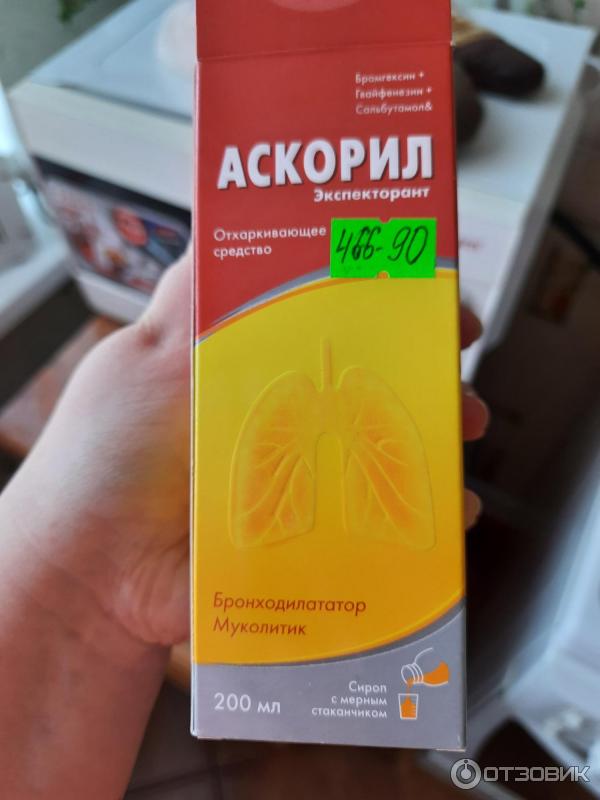 Бромгексин +
Гвайфенезин +
Сальбутамол&
АСКОРИЛ
Экспекторант
Отхаркивающее
средство
466-90
Бронходилататор
Муколитик
200 мл
Сироп
с мерным
стаканчиком
ОТЗОВИК